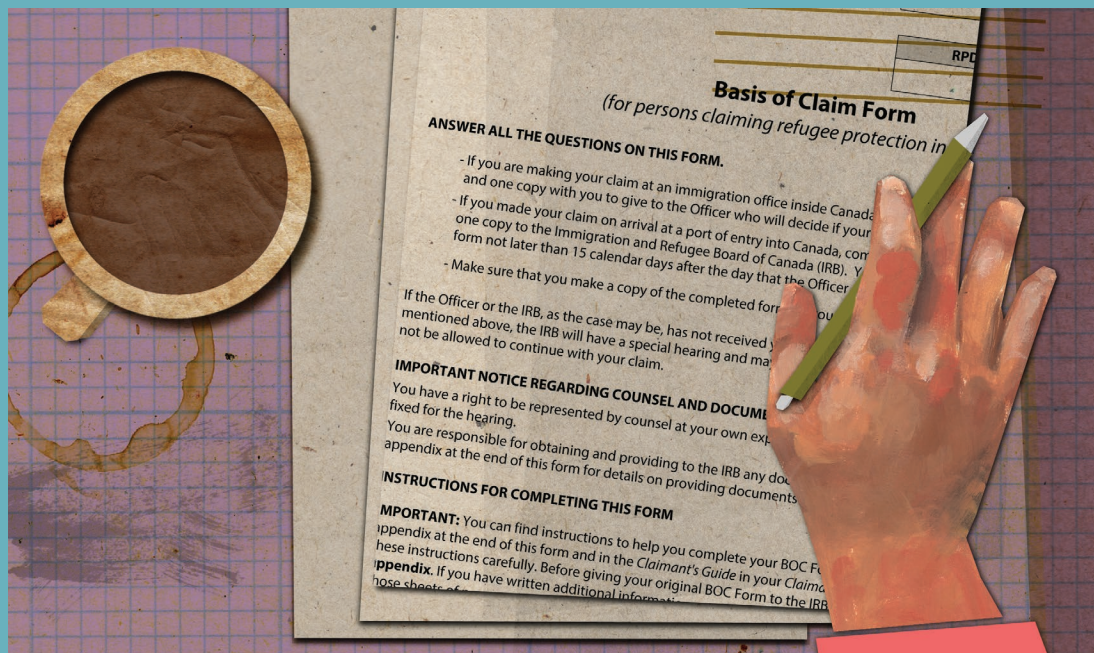 RPD
Basis of Claim Form
(for persons claiming refugee protection in
ANSWER ALL THE QUESTIONS ON THIS FORM.
- If you are making your claim at an immigration office inside Canada
and one copy with you to give to the Officer who will decide if your
- If you made your claim on arrival at a port of entry into Canada, com
one copy to the Immigration and Refugee Board of Canada (IRB). Y
form not later than 15 calendar days after the day that the Officer
- Make sure that you make a copy of the completed form
If the Officer or the IRB, as the case may be, has not received
mentioned above, the IRB will have a special hearing and ma
not be allowed to continue with your claim.
IMPORTANT NOTICE REGARDING COUNSEL AND DOCUME
You have a right to be represented by counsel at your own exp
fixed for the hearing.
You are responsible for obtaining and providing to the IRB any doc
appendix at the end of this form for details on providing documents
INSTRUCTIONS FOR COMPLETING THIS FORM
IMPORTANT: You can find instructions to help you complete your BOC Fo
appendix at the end of this form and in the Claimant's Guide in your Claima
hese instructions carefully. Before giving your original BOC Form to the IRB
appendix. If you have written additional informati
hose sheets of